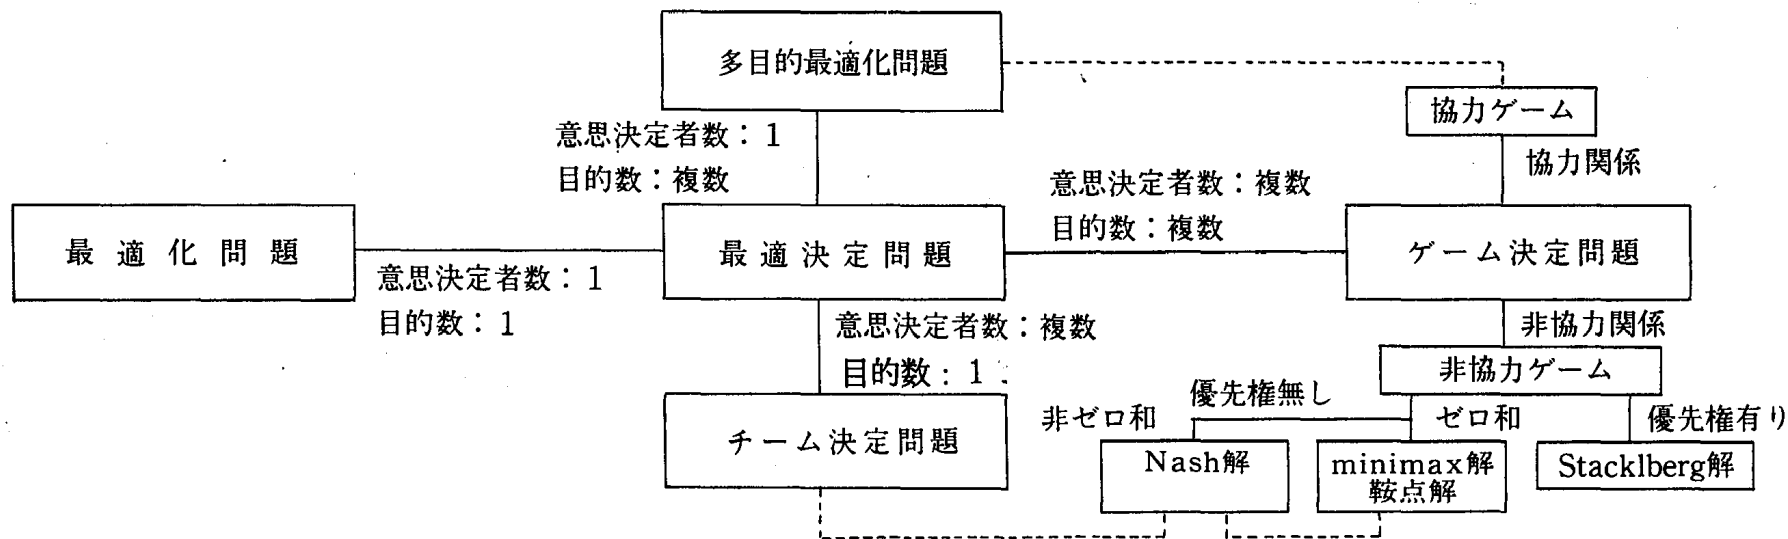 多目的最適化問題
協力ゲーム
意思決定者数：1
目的数：複数
協力関係
意思決定者数：複数
目的数：複数
最適化問題
最適決定問題
ゲーム決定問題
意思決定者数：1
目的数：1
意思決定者数：複数
目的数：1
非協力関係
非協力ゲーム
優先権無し
非ゼロ和
ゼロ和
優先権有り
チーム決定問題
Nash解
minimax解
鞍点解
Stacklberg解